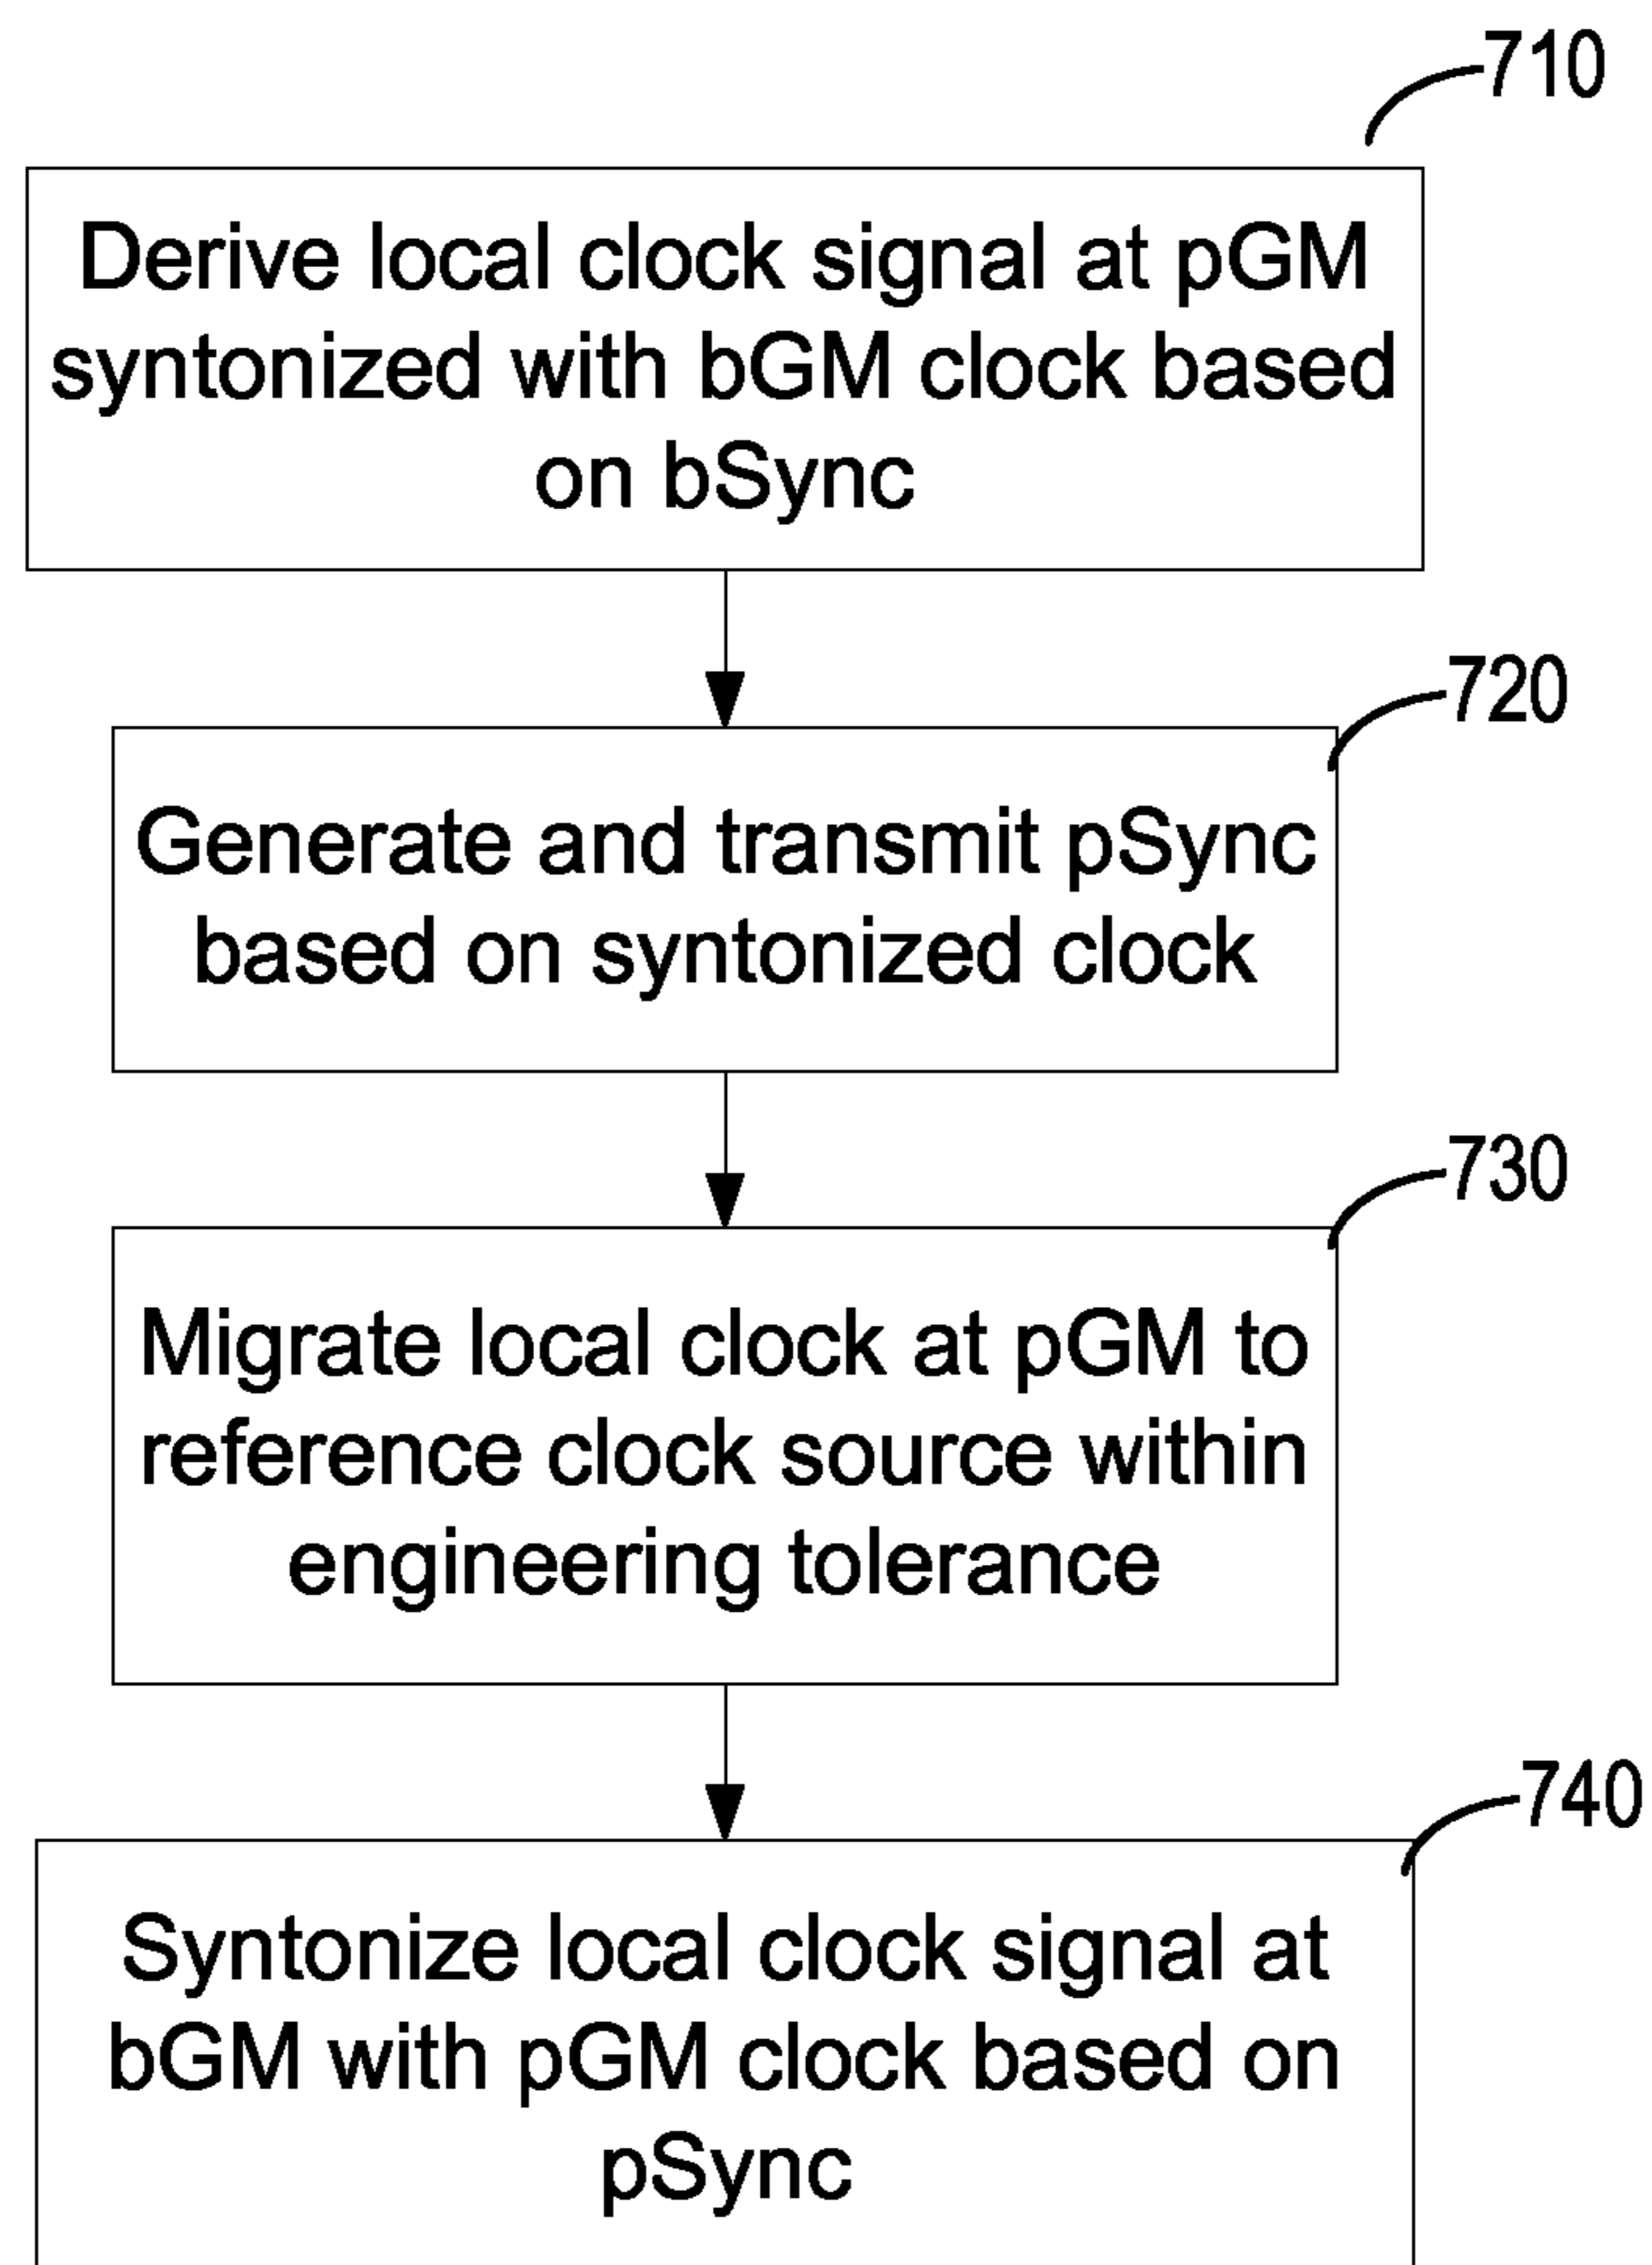 710
Derive local clock signal at pGM
syntonized with bGM clock based
on bSync
720
Generate and transmit pSync
based on syntonized clock
730
Migrate local clock at pGM to
reference clock source within
engineering tolerance
740
Syntonize local clock signal at
bGM with pGM clock based on
pSync